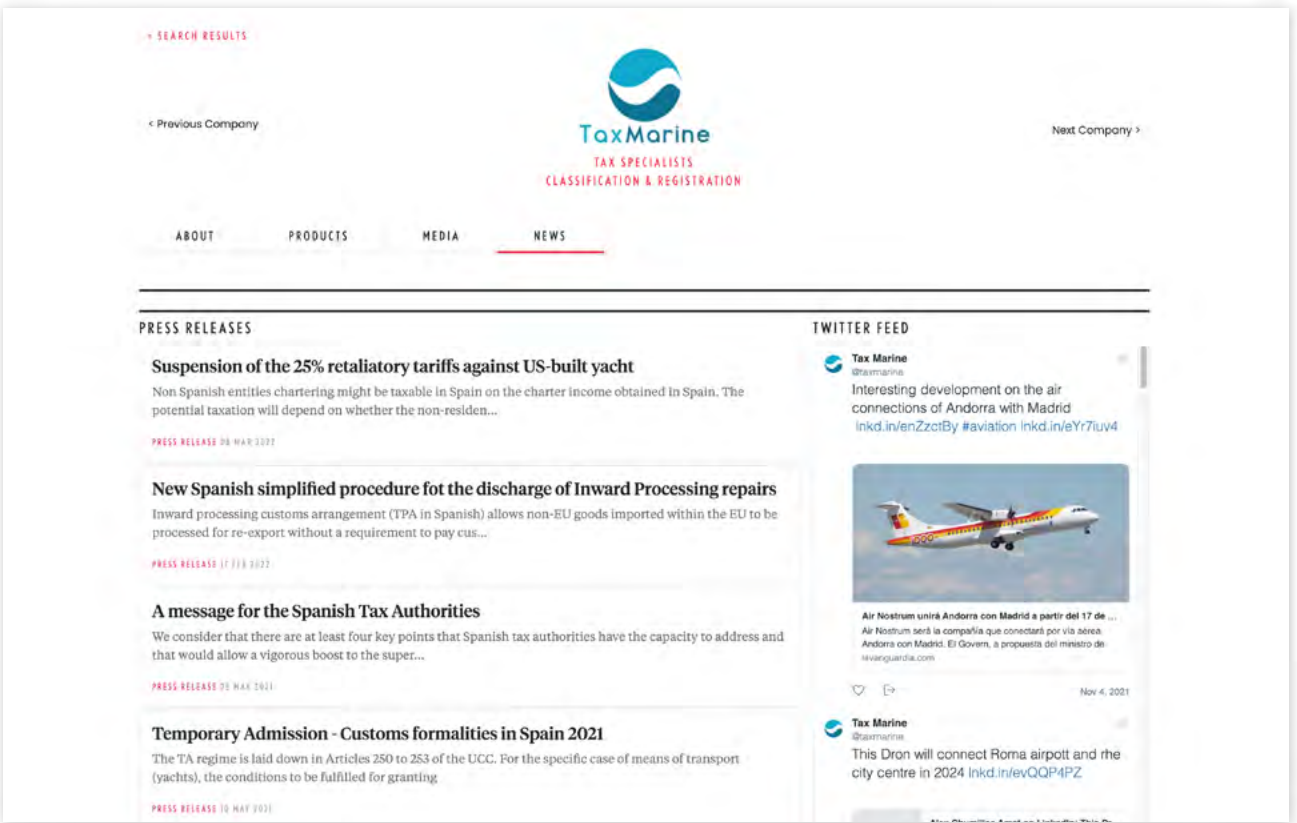 < SEARCH RESULTS
< Previous Company
TaxMarine
TAX SPECIALISTS
CLASSIFICATION & REGISTRATION
Next Company >
ABOUT
PRODUCTS
MEDIA
NEWS
PRESS RELEASES
Suspension of the 25% retaliatory tariffs against US-built yacht
Non Spanish entities chartering might be taxable in Spain on the charter income obtained in Spain. The
potential taxation will depend on whether the non-residen...
PRESS RELEASE 08 MAR 2022
New Spanish simplified procedure fot the discharge of Inward Processing repairs
Inward processing customs arrangement (TPA in Spanish) allows non-EU goods imported within the EU to be
processed for re-export without a requirement to pay cus...
PRESS RELEASE 17 FEB 2022
A message for the Spanish Tax Authorities
We consider that there are at least four key points that Spanish tax authorities have the capacity to address and
that would allow a vigorous boost to the super...
PRESS RELEASE 2021
Temporary Admission - Customs formalities in Spain 2021
The TA regime is laid down in Articles 250 to 253 of the UCC. For the specific case of means of transport
(yachts), the conditions to be fulfilled for granting
PRESS RELEASE 10 MAY 2021
TWITTER FEED
Tax Marine
@taxmarine
Interesting development on the air
connections of Andorra with Madrid
lnkd.in/enZzctBy #aviation lnkd.in/eYr7iuv4
Air Nostrum unirá Andorra con Madrid a partir del 17 de ...
Air Nostrum será la compañía que conectará por vía aérea
Andorra con Madrid. El Govern, a propuesta del ministro de
lavanguardia.com
Nov 4, 2021
Tax Marine
@taxmarine
This Dron will connect Roma airpott and rhe
city centre in 2024 lnkd.in/evQQP4PZ